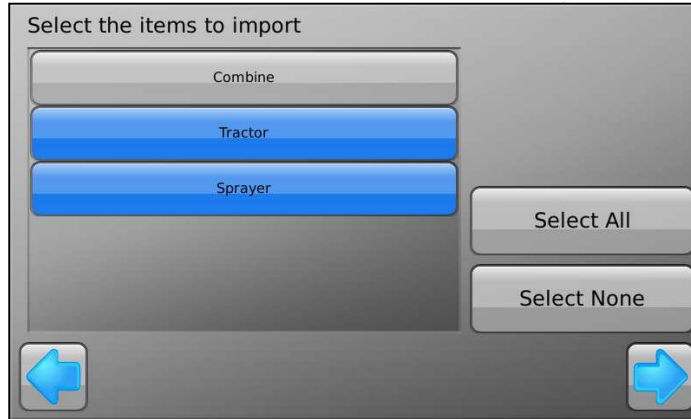 Select the items to import
Combine
Tractor
Sprayer
Select All
Select None